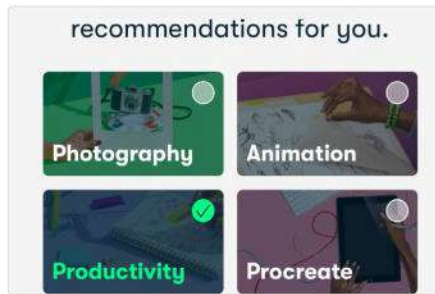 recommendations for you.
Photography
Animation
Productivity
Procreate